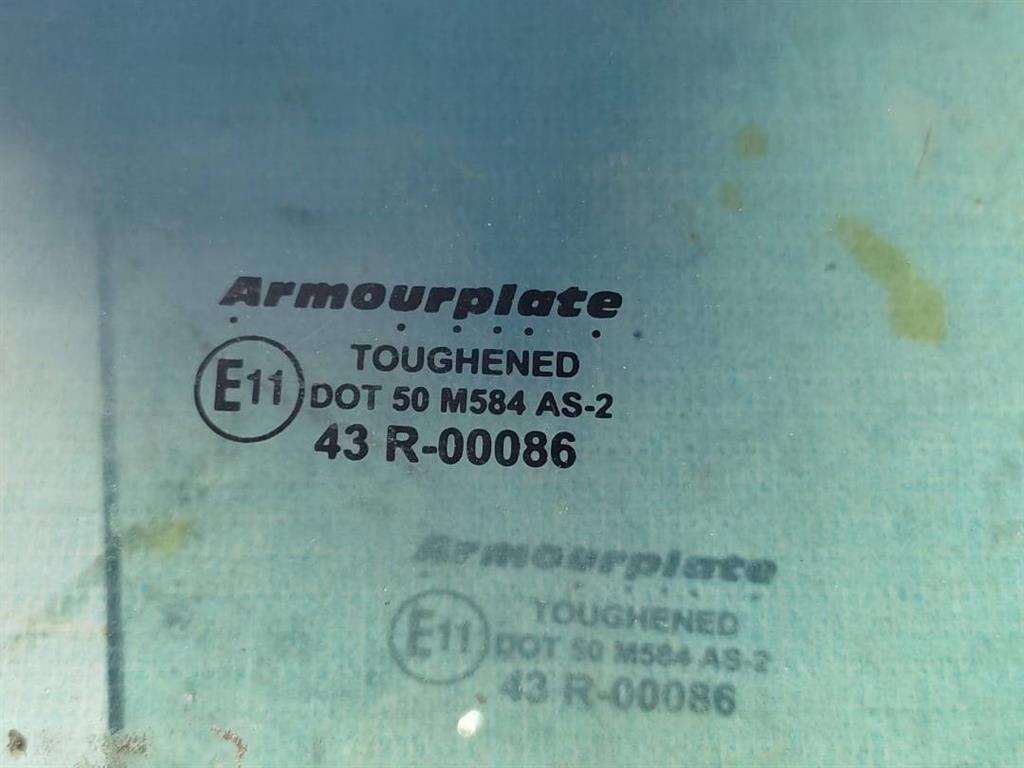 Armourplate
TOUGHENED
E11 DOT 50 M584 AS-2
43 R-00086
Armourplate
TOUGHENED
E11 DOT 50 M584 AS-2
43 R-00086